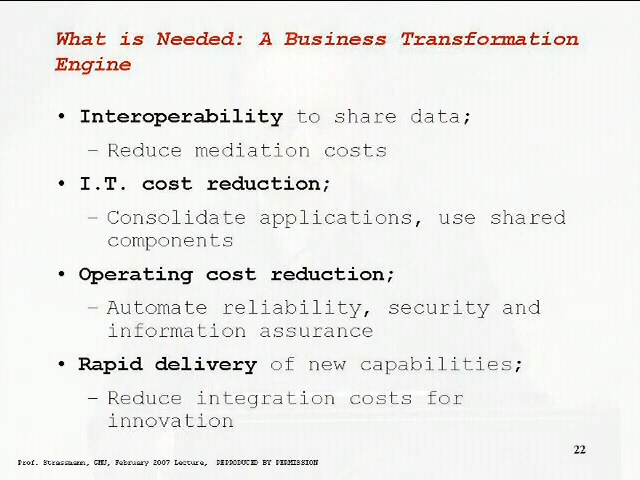 What is Needed: A Business Transformation
Engine
• Interoperability to share data;
– Reduce mediation costs
• I.T. cost reduction;
– Consolidate applications, use shared
components
• Operating cost reduction;
– Automate reliability, security and
information assurance
• Rapid delivery of new capabilities;
– Reduce integration costs for
innovation
22
Prof. Strassmann, GMU, February 2007 Lecture, REPRODUCED BY PERMISSION